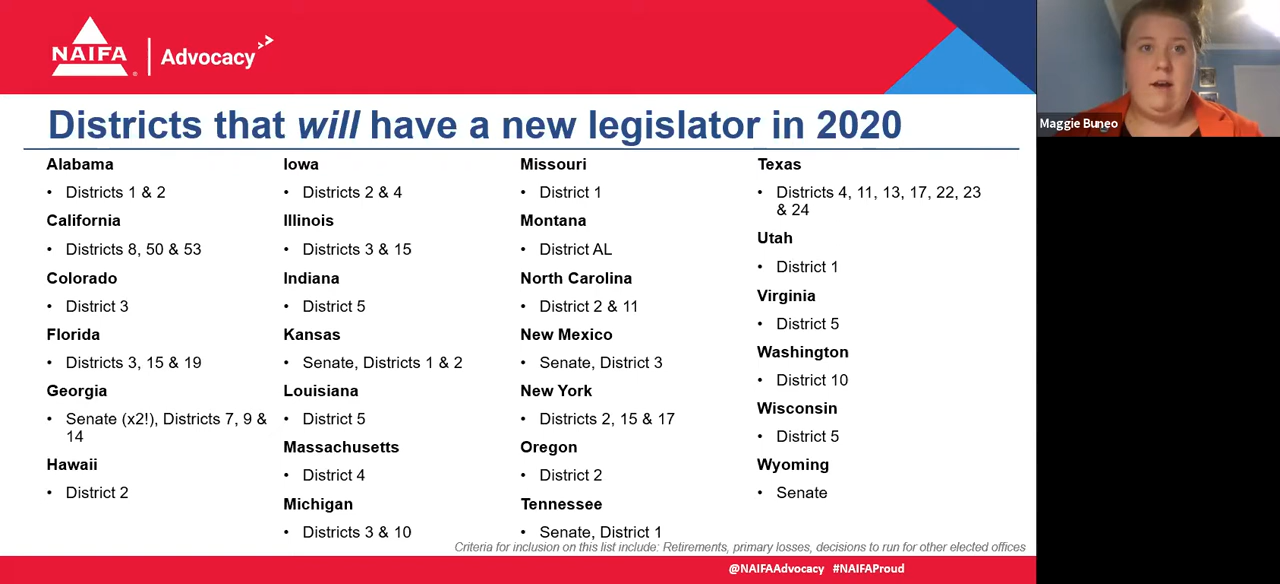 NAIFA
Advocacy
Maggie Buneo
Districts that will have a new legislator in 2020
Alabama
• Districts 1 & 2
California
• Districts 8, 50 & 53
Colorado
• District 3
Florida
• Districts 3, 15 & 19
Georgia
• Senate (x2!), Districts 7, 9 &
14
Hawaii
• District 2
Iowa
• Districts 2 & 4
Illinois
• Districts 3 & 15
Indiana
• District 5
Kansas
• Senate, Districts 1 & 2
Louisiana
• District 5
Massachusetts
• District 4
Michigan
• Districts 3 & 10
Missouri
• District 1
Montana
• District AL
North Carolina
• District 2 & 11
New Mexico
• Senate, District 3
New York
• Districts 2, 15 & 17
Oregon
• District 2
Tennessee
• Senate, District 1
Texas
• Districts 4, 11, 13, 17, 22, 23
& 24
Utah
• District 1
Virginia
• District 5
Washington
• District 10
Wisconsin
• District 5
Wyoming
• Senate
Criteria for inclusion on this list include: Retirements, primary losses, decisions to run for other elected offices
@NAIFAAdvocacy #NAIFAProud